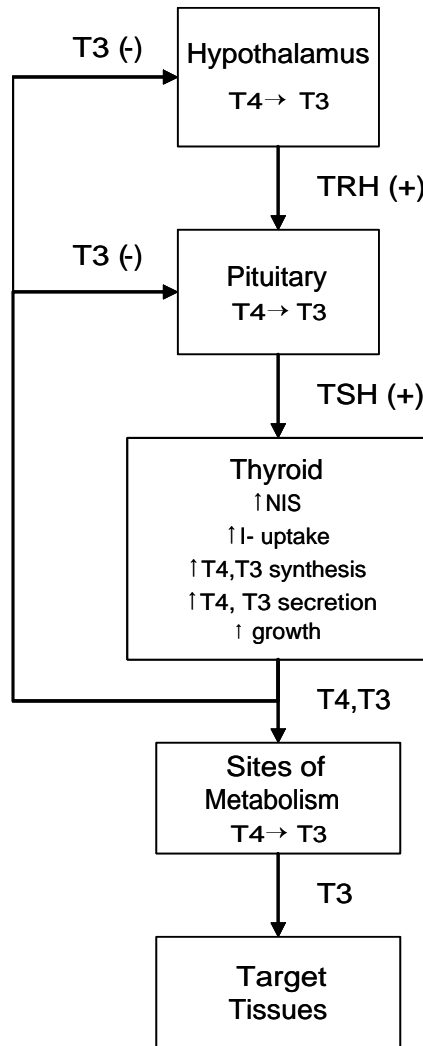 T3 (-)
Hypothalamus
T4→ T3
TRH (+)
T3 (-)
Pituitary
T4→ T3
TSH (+)
Thyroid
↑NIS
↑I- uptake
↑T4,T3 synthesis
↑T4, T3 secretion
↑ growth
T4,T3
Sites of
Metabolism
T4→ T3
T3
Target
Tissues